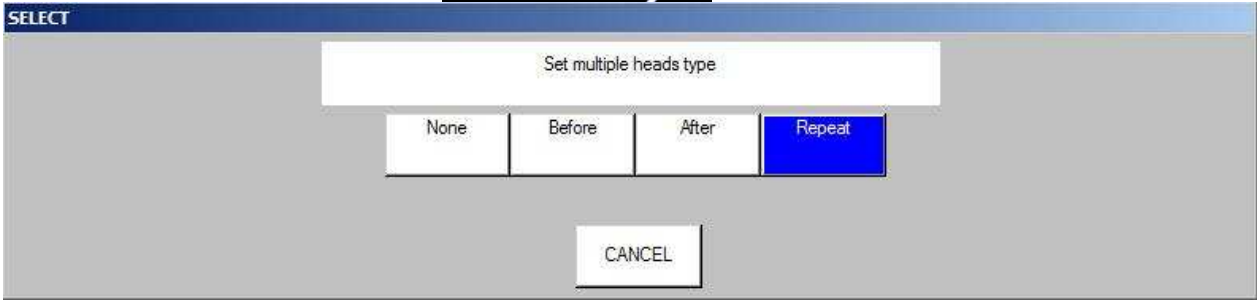 SELECT
Set multiple heads type
None Before After Repeat
CANCEL